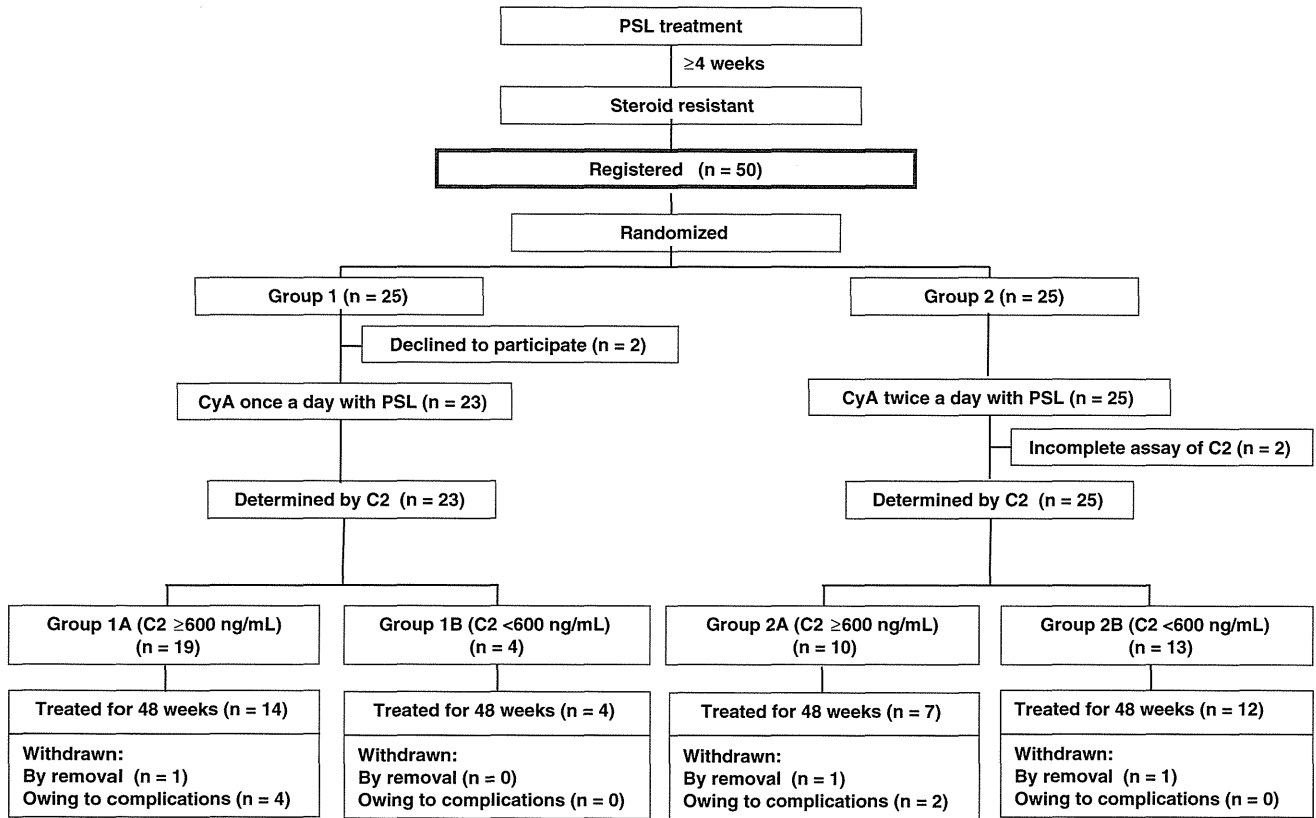 PSL treatment
≥4 weeks
Steroid resistant
Registered (n = 50)
Randomized
Group 1 (n = 25)
Group 2 (n = 25)
Declined to participate (n = 2)
CyA once a day with PSL (n = 23)
CyA twice a day with PSL (n = 25)
Incomplete assay of C2 (n = 2)
Determined by C2 (n = 23)
Determined by C2 (n = 25)
Group 1A (C2 ≥600 ng/mL)
(n = 19)
Group 1B (C2 <600 ng/mL)
(n = 4)
Group 2A (C2 ≥600 ng/mL)
(n = 10)
Group 2B (C2 <600 ng/mL)
(n = 13)
Treated for 48 weeks (n = 14)
Withdrawn:
By removal (n = 1)
Owing to complications (n = 4)
Treated for 48 weeks (n = 4)
Withdrawn:
By removal (n = 0)
Owing to complications (n = 0)
Treated for 48 weeks (n = 7)
Withdrawn:
By removal (n = 1)
Owing to complications (n = 2)
Treated for 48 weeks (n = 12)
Withdrawn:
By removal (n = 1)
Owing to complications (n = 0)